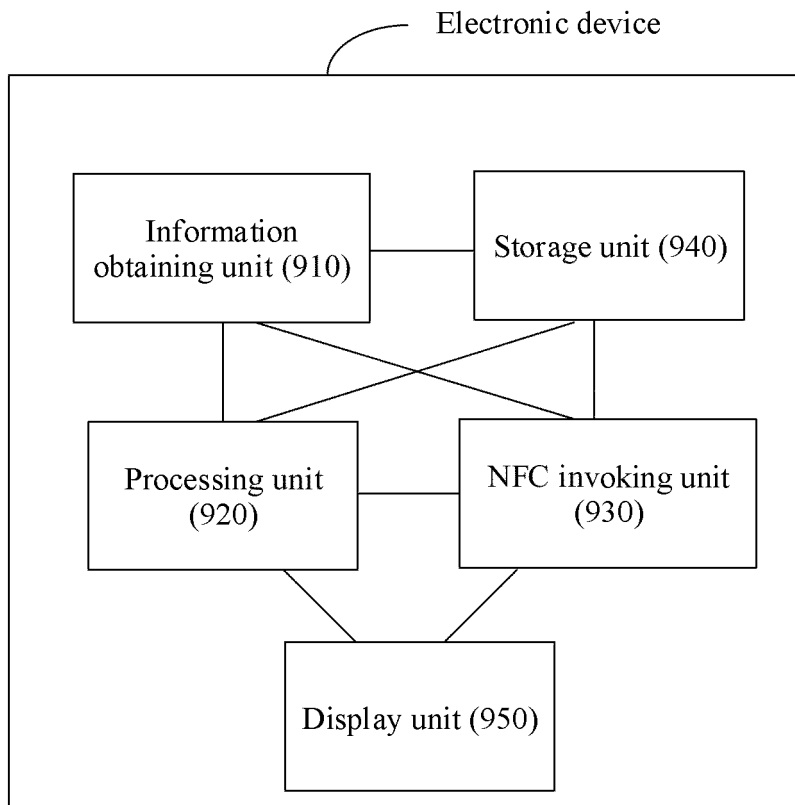 Electronic device
Information
obtaining unit (910)
Storage unit (940)
Processing unit
(920)
NFC invoking unit
(930)
Display unit (950)